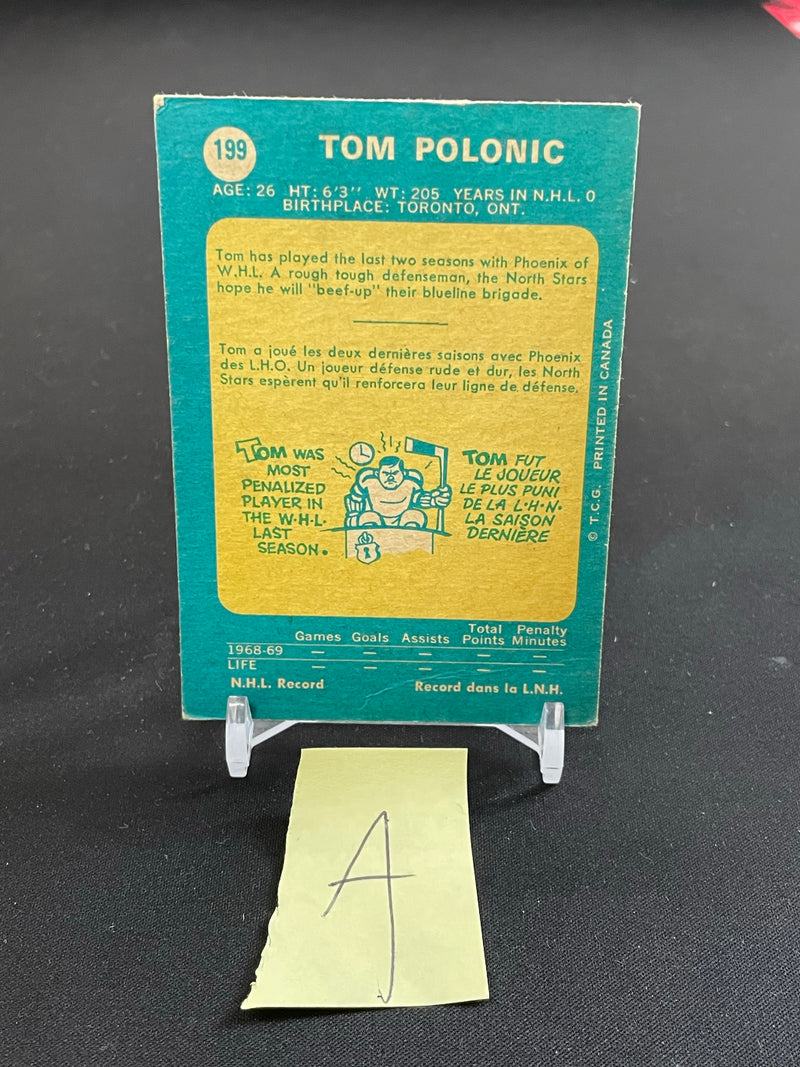 199
TOM POLONIC
AGE: 26 HT: 6'3" WT: 205 YEARS IN N.H.L. 0
BIRTHPLACE: TORONTO, ONT.
Tom has played the last two seasons with Phoenix of
W.H.L. A rough tough defenseman, the North Stars
hope he will "beef-up" their blueline brigade.
Tom a joué les deux dernières saisons avec Phoenix
des L.H.O. Un joueur défense rude et dur, les North
Stars espèrent qu'il renforcera leur ligne de défense.
TOM WAS
MOST
PENALIZED
PLAYER IN
THE W·H·L·
LAST
SEASON.
TOM FUT
LE JOUEUR
LE PLUS PUNI
DE LA L·H·N·
LA SAISON
DERNIÈRE
© T.C.G. PRINTED IN CANADA
Games Goals Assists Total Points Penalty Minutes
1968-69 — — — — —
LIFE — — — — —
N.H.L. Record Record dans la L.N.H.
A